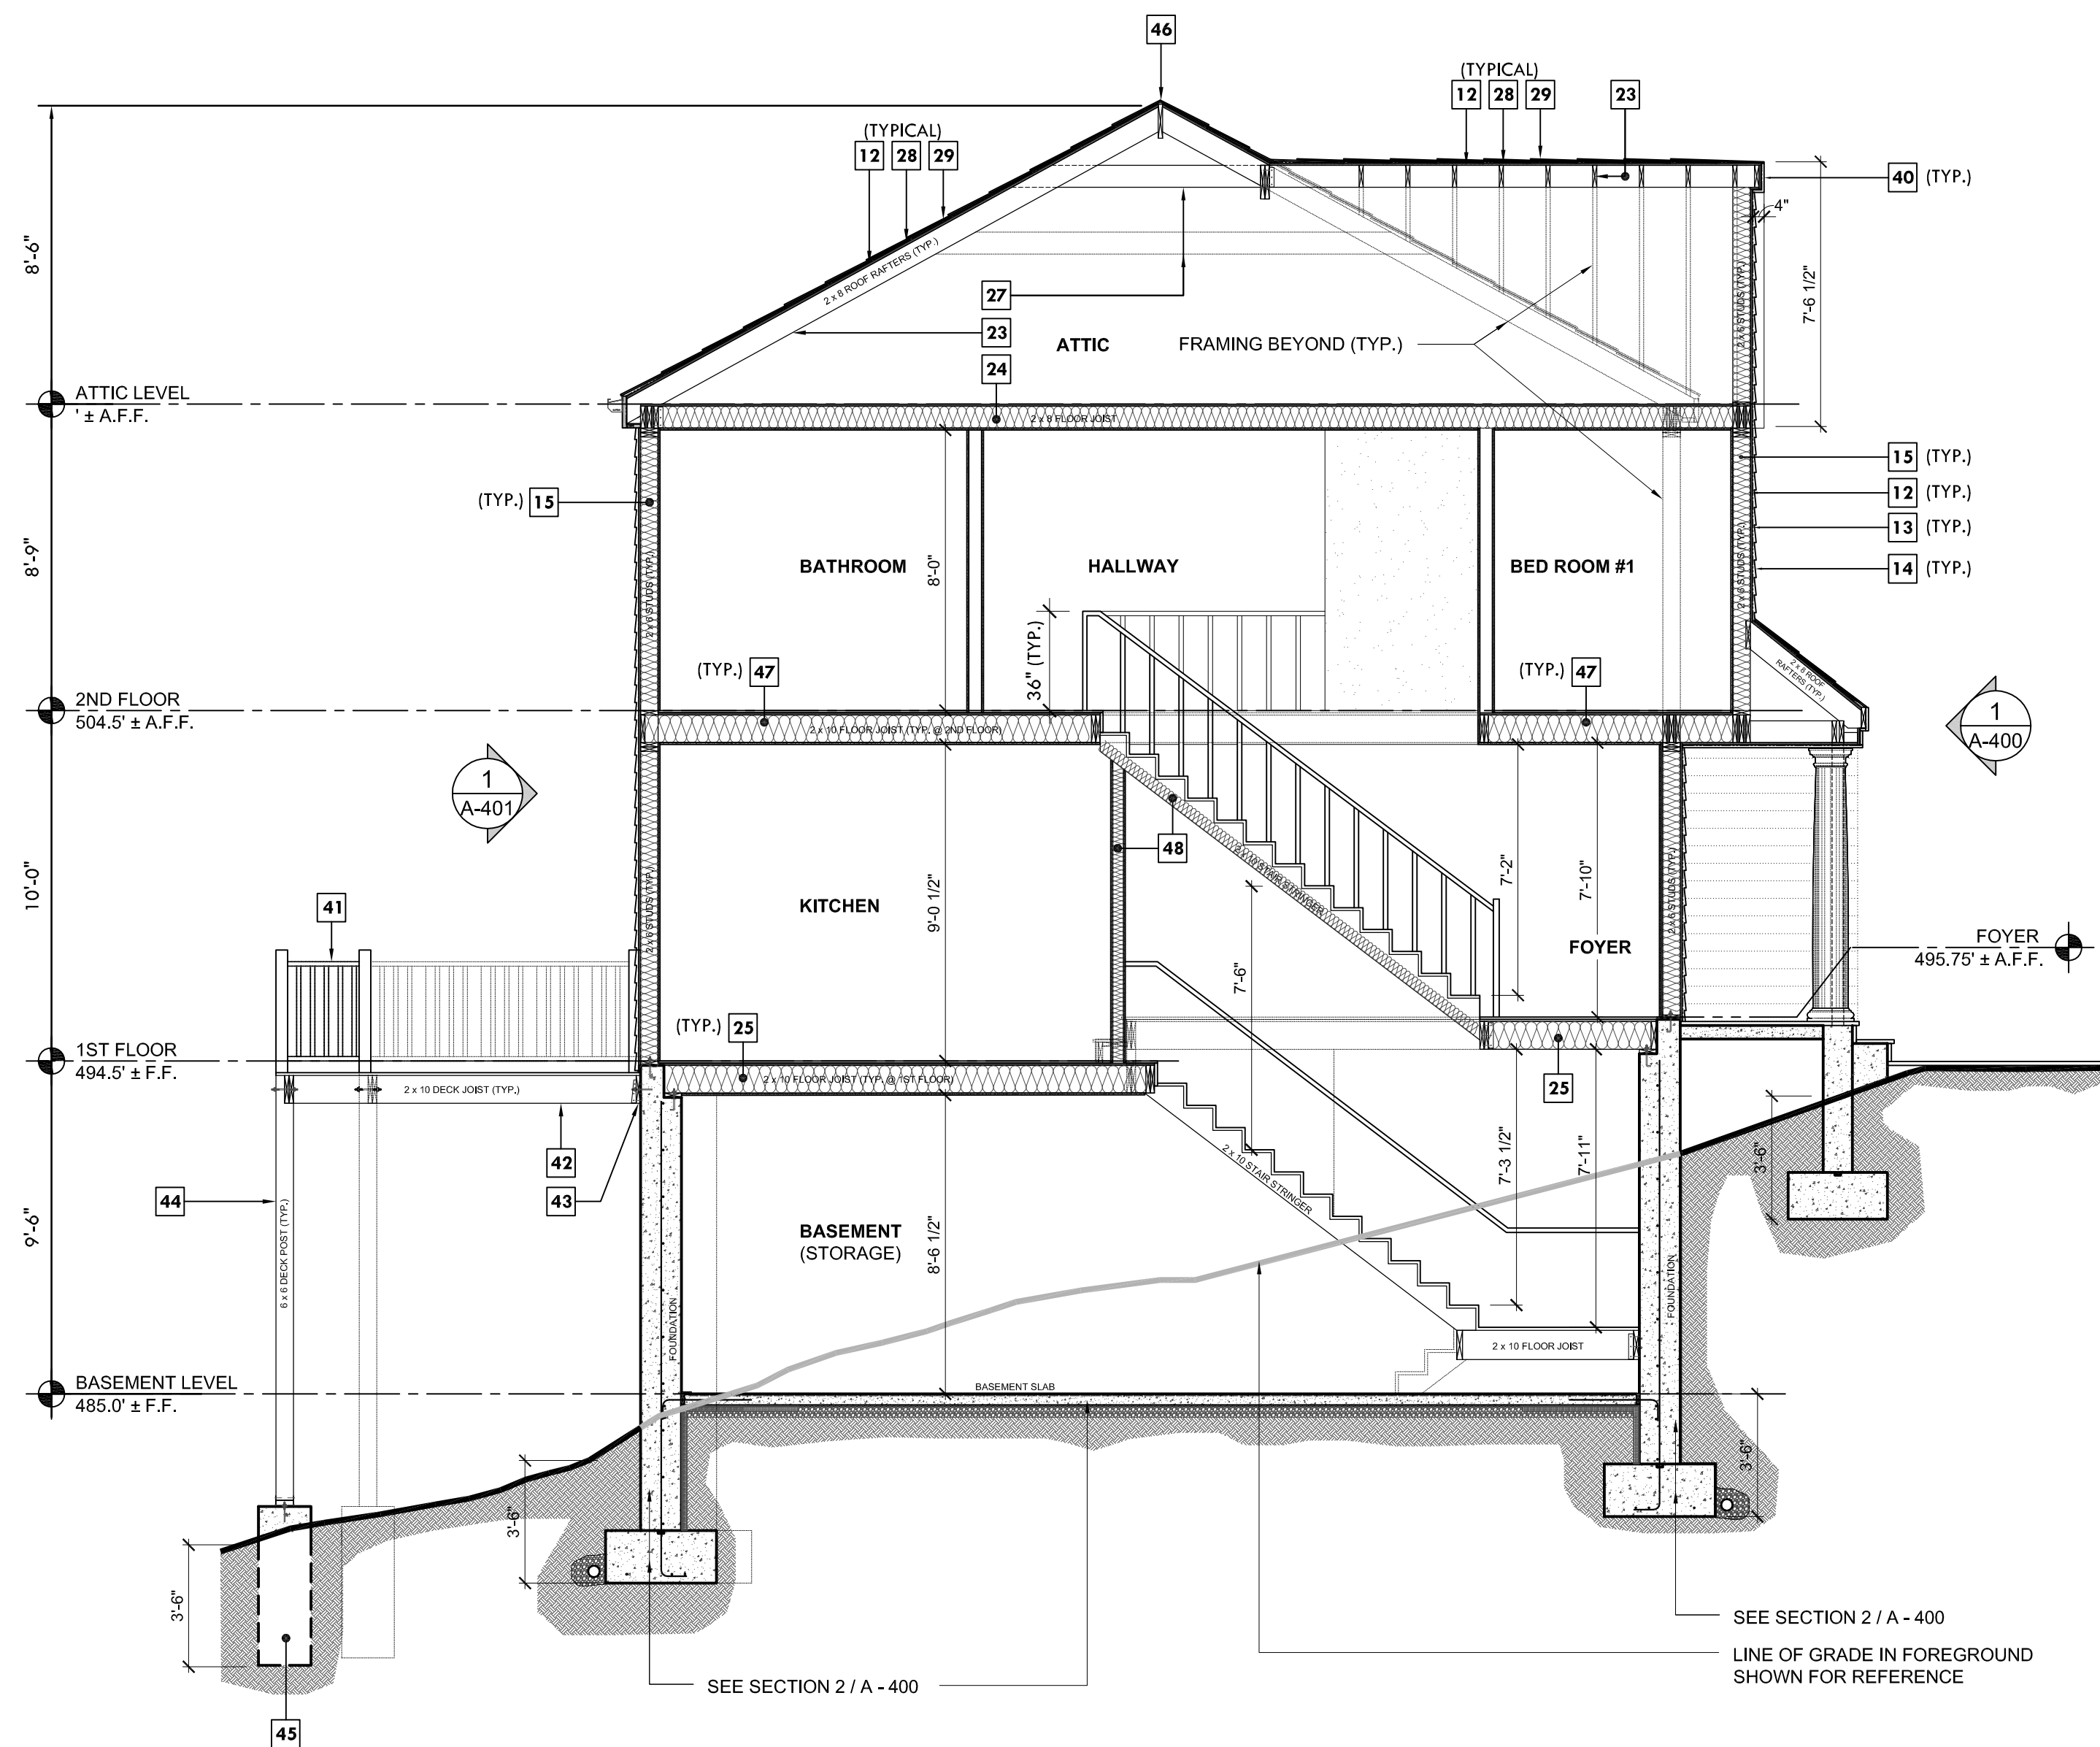 46
(TYPICAL)
12 28 29
23
(TYPICAL)
12 28 29
40 (TYP.)
4"
8'-6"
2 x 8 ROOF RAFTERS (TYP.)
27
23
ATTIC
FRAMING BEYOND (TYP.)
2 x 6 STUDS (TYP.)
7'-6 1/2"
24
ATTIC LEVEL
' ± A.F.F.
2 x 8 FLOOR JOIST
15 (TYP.)
12 (TYP.)
13 (TYP.)
14 (TYP.)
(TYP.) 15
8'-9"
BATHROOM
8'-0"
HALLWAY
BED ROOM #1
2 x 6 STUDS (TYP.)
2 x 6 STUDS (TYP.)
36" (TYP.)
(TYP.) 47
(TYP.) 47
2 x 8 ROOF
RAFTERS (TYP.)
2ND FLOOR
504.5' ± A.F.F.
2 x 10 FLOOR JOIST (TYP. @ 2ND FLOOR)
1
A-400
1
A-401
10'-0"
48
2 x 10 STAIR STRINGER
7'-2"
7'-10"
2 x 6 STUDS (TYP.)
2 x 6 STUDS (TYP.)
KITCHEN
9'-0 1/2"
41
7'-6"
FOYER
FOYER
495.75' ± A.F.F.
(TYP.) 25
1ST FLOOR
494.5' ± F.F.
2 x 10 DECK JOIST (TYP.)
2 x 10 FLOOR JOIST (TYP. @ 1ST FLOOR)
25
42
43
44
6 x 6 DECK POST (TYP.)
9'-6"
2 x 10 STAIR STRINGER
7'-3 1/2"
7'-11"
3'-6"
BASEMENT
(STORAGE)
8'-6 1/2"
FOUNDATION
FOUNDATION
2 x 10 FLOOR JOIST
BASEMENT LEVEL
485.0' ± F.F.
BASEMENT SLAB
3'-6"
3'-6"
3'-6"
45
SEE SECTION 2 / A - 400
SEE SECTION 2 / A - 400
LINE OF GRADE IN FOREGROUND
SHOWN FOR REFERENCE